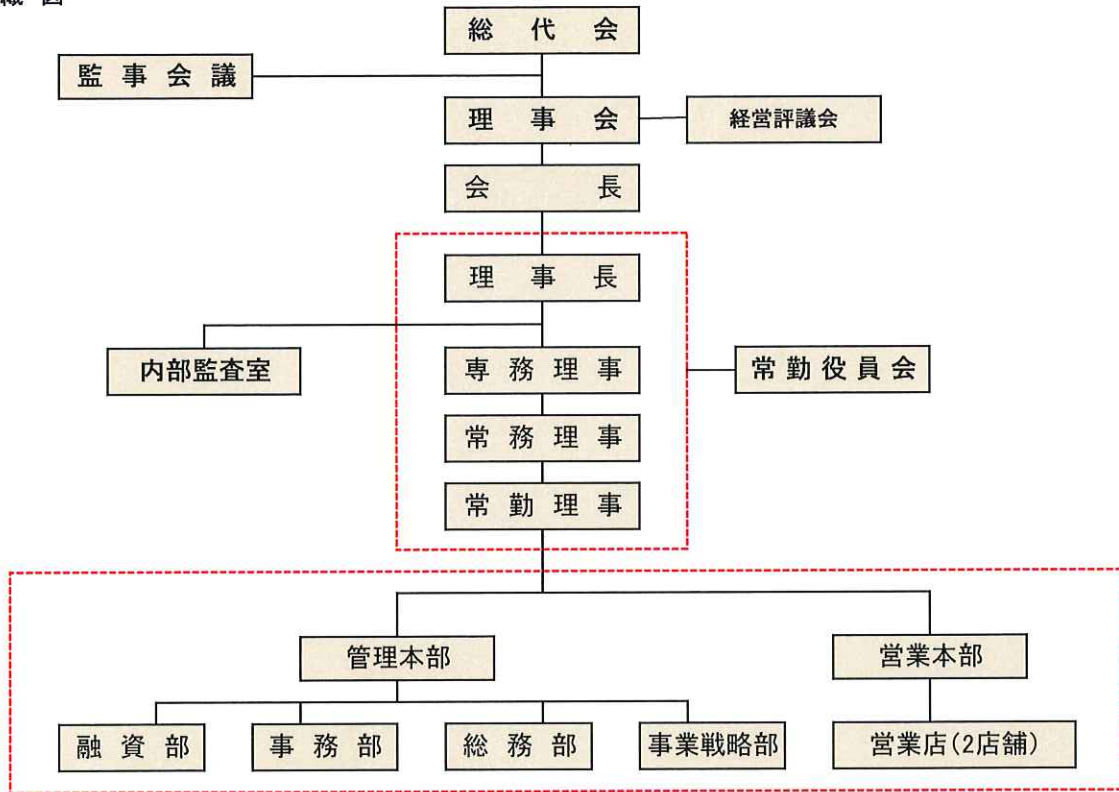 総代会
監事会議
理事会
経営評議会
会長
理事長
内部監査室
専務理事
常勤役員会
常務理事
常勤理事
管理本部
営業本部
融資部
事務部
総務部
事業戦略部
営業店(2店舗)